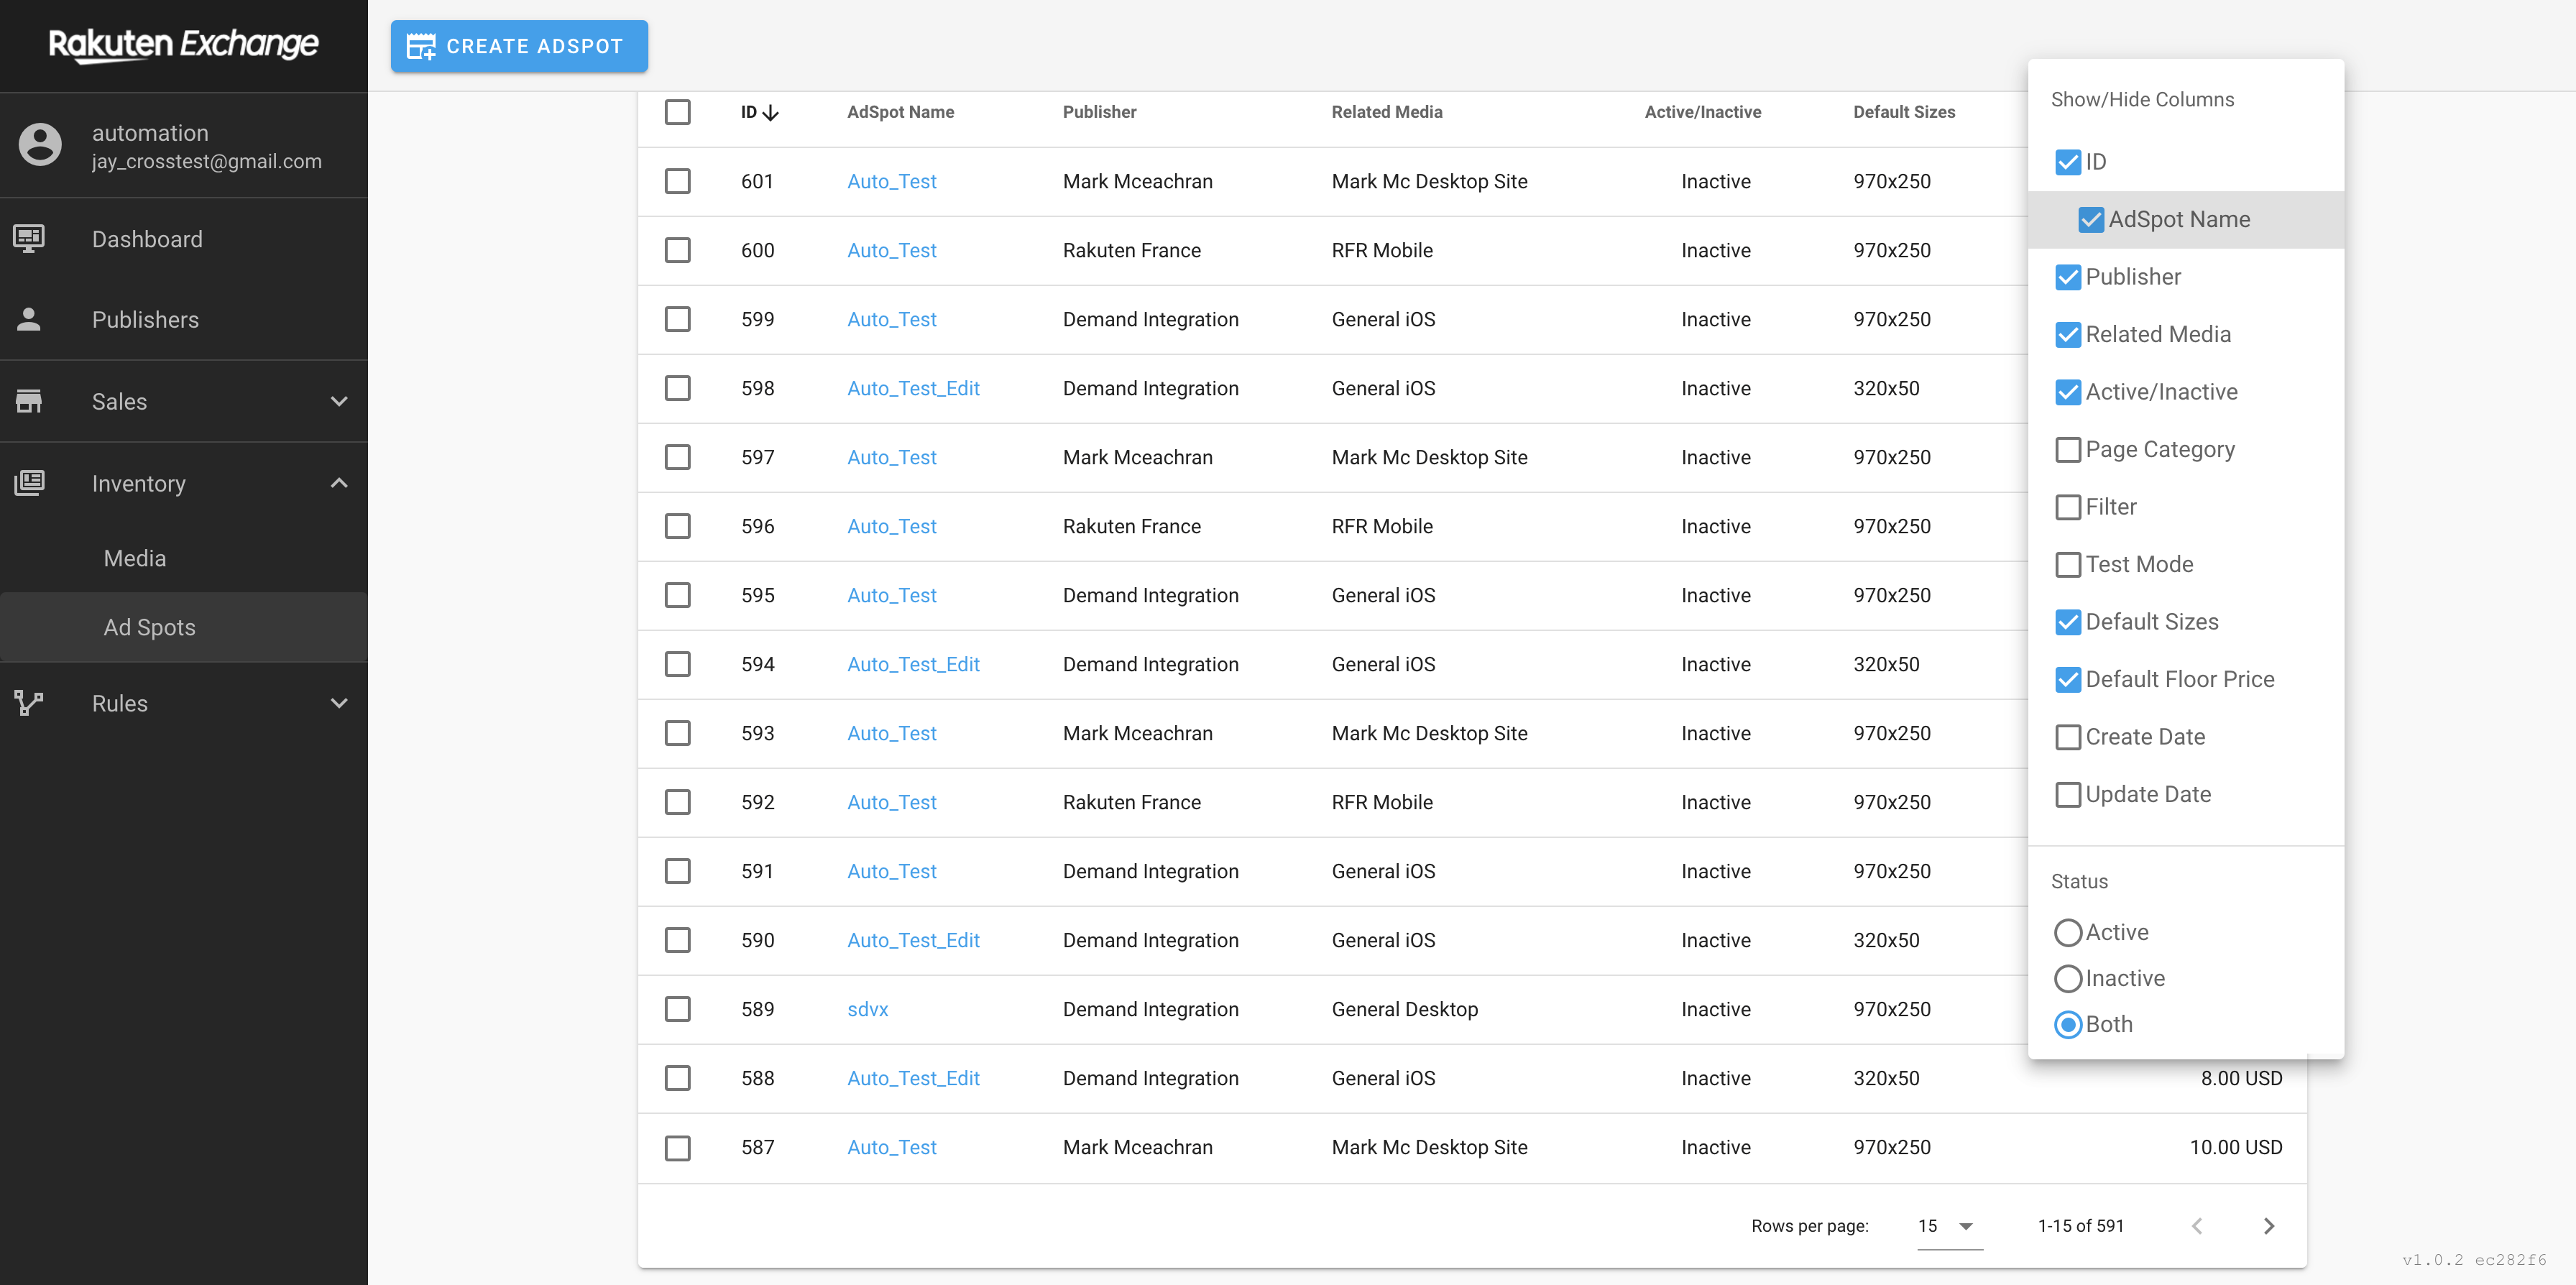 Rakuten Exchange
CREATE ADSPOT
automation
jay_crosstest@gmail.com
Dashboard
Publishers
Sales
Inventory
Media
Ad Spots
Rules
ID AdSpot Name Publisher Related Media Active/Inactive Default Sizes
601 Auto_Test Mark Mceachran Mark Mc Desktop Site Inactive 970x250
600 Auto_Test Rakuten France RFR Mobile Inactive 970x250
599 Auto_Test Demand Integration General iOS Inactive 970x250
598 Auto_Test_Edit Demand Integration General iOS Inactive 320x50
597 Auto_Test Mark Mceachran Mark Mc Desktop Site Inactive 970x250
596 Auto_Test Rakuten France RFR Mobile Inactive 970x250
595 Auto_Test Demand Integration General iOS Inactive 970x250
594 Auto_Test_Edit Demand Integration General iOS Inactive 320x50
593 Auto_Test Mark Mceachran Mark Mc Desktop Site Inactive 970x250
592 Auto_Test Rakuten France RFR Mobile Inactive 970x250
591 Auto_Test Demand Integration General iOS Inactive 970x250
590 Auto_Test_Edit Demand Integration General iOS Inactive 320x50
589 sdvx Demand Integration General Desktop Inactive 970x250
588 Auto_Test_Edit Demand Integration General iOS Inactive 320x50 8.00 USD
587 Auto_Test Mark Mceachran Mark Mc Desktop Site Inactive 970x250 10.00 USD
Rows per page: 15 1-15 of 591
Show/Hide Columns
ID
AdSpot Name
Publisher
Related Media
Active/Inactive
Page Category
Filter
Test Mode
Default Sizes
Default Floor Price
Create Date
Update Date
Status
Active
Inactive
Both
v1.0.2 ec282f6